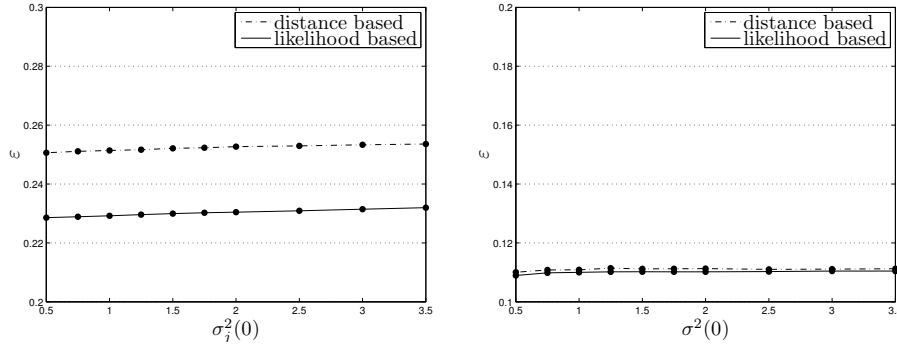 0.3
0.28
0.26
0.24
0.22
0.2
ε
0.5 1 1.5 2 2.5 3 3.5
σ_j^2(0)
distance based
likelihood based
0.2
0.18
0.16
0.14
0.12
0.1
ε
0.5 1 1.5 2 2.5 3 3.
σ^2(0)
distance based
likelihood based